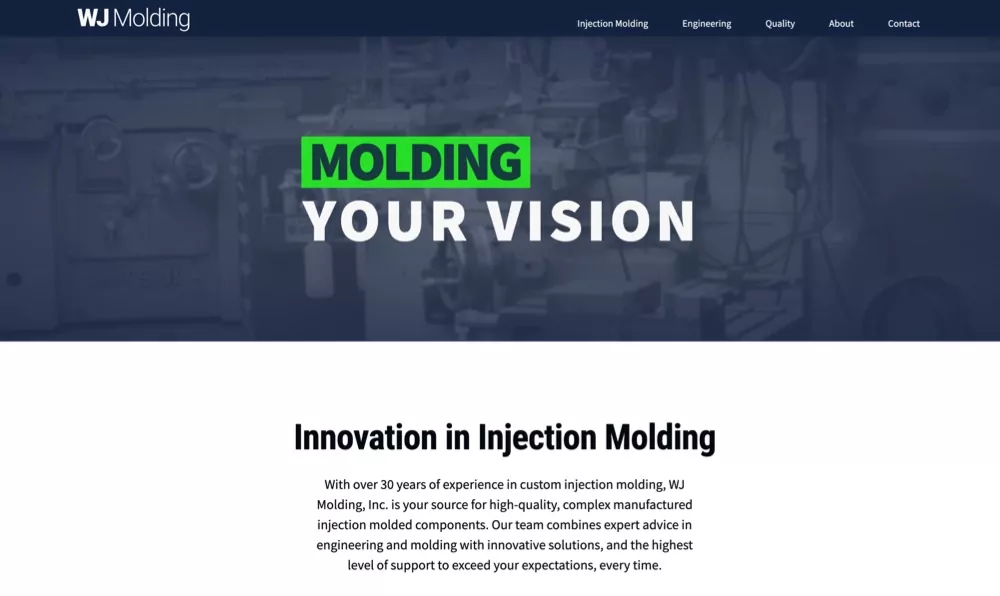 WJ Molding
Injection Molding Engineering Quality About Contact
MOLDING
YOUR VISION
Innovation in Injection Molding
With over 30 years of experience in custom injection molding, WJ
Molding, Inc. is your source for high-quality, complex manufactured
injection molded components. Our team combines expert advice in
engineering and molding with innovative solutions, and the highest
level of support to exceed your expectations, every time.